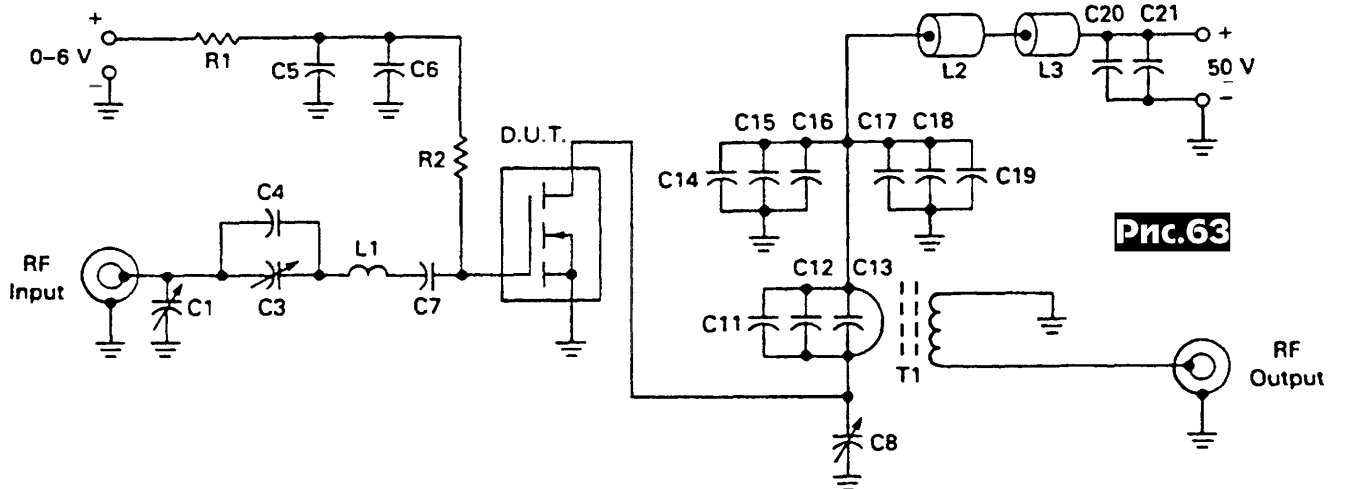 +
0–6 V
−
R1
C5
C6
R2
D.U.T.
C4
L1
RF
Input
C1
C3
C7
L2
L3
C20
C21
+
50 V
−
C15
C16
C17
C18
C14
C19
Рис.63
C12
C13
C11
T1
RF
Output
C8